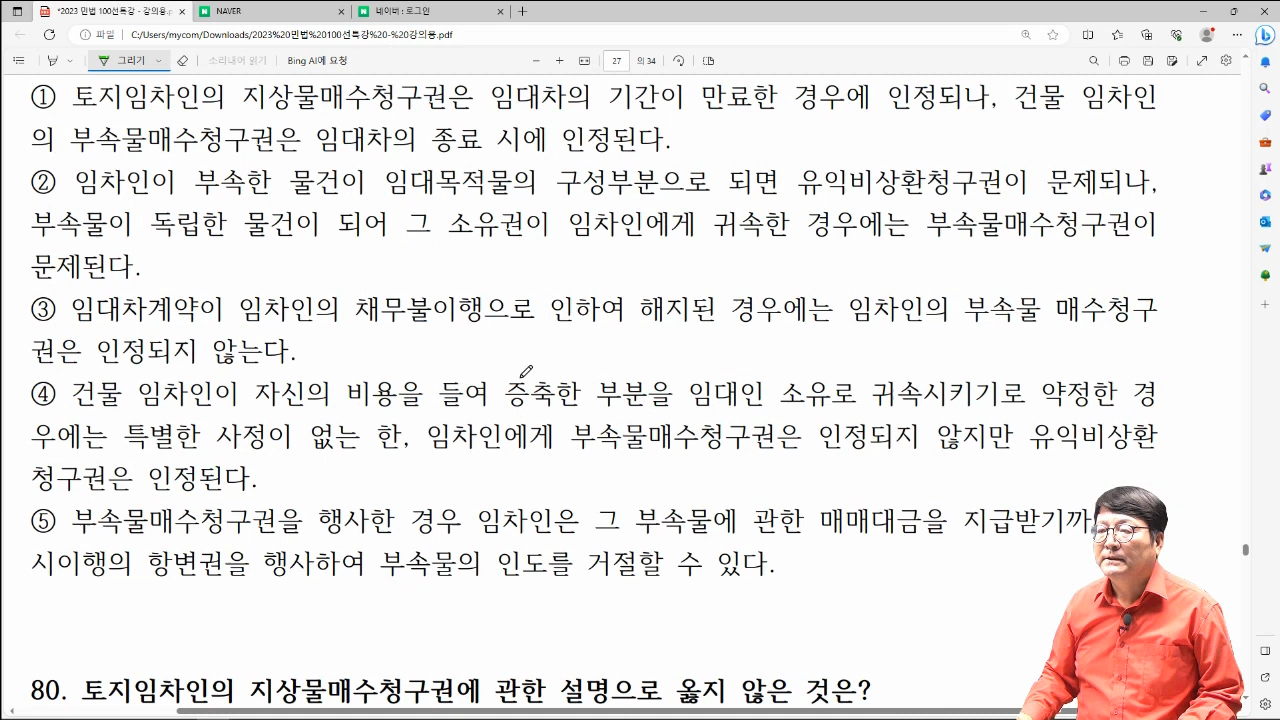 *2023 민법 100선특강 - 강의용.p
NAVER
네이버 : 로그인
파일
C:/Users/mycom/Downloads/2023%20민법%20100선특강%20-%20강의용.pdf
그리기
소리내어 읽기
Bing AI에 요청
27
의 34
① 토지임차인의 지상물매수청구권은 임대차의 기간이 만료한 경우에 인정되나, 건물 임차인
의 부속물매수청구권은 임대차의 종료 시에 인정된다.
② 임차인이 부속한 물건이 임대목적물의 구성부분으로 되면 유익비상환청구권이 문제되나,
부속물이 독립한 물건이 되어 그 소유권이 임차인에게 귀속한 경우에는 부속물매수청구권이
문제된다.
③ 임대차계약이 임차인의 채무불이행으로 인하여 해지된 경우에는 임차인의 부속물 매수청구
권은 인정되지 않는다.
④ 건물 임차인이 자신의 비용을 들여 증축한 부분을 임대인 소유로 귀속시키기로 약정한 경
우에는 특별한 사정이 없는 한, 임차인에게 부속물매수청구권은 인정되지 않지만 유익비상환
청구권은 인정된다.
⑤ 부속물매수청구권을 행사한 경우 임차인은 그 부속물에 관한 매매대금을 지급받기까
시이행의 항변권을 행사하여 부속물의 인도를 거절할 수 있다.
80. 토지임차인의 지상물매수청구권에 관한 설명으로 옳지 않은 것은?